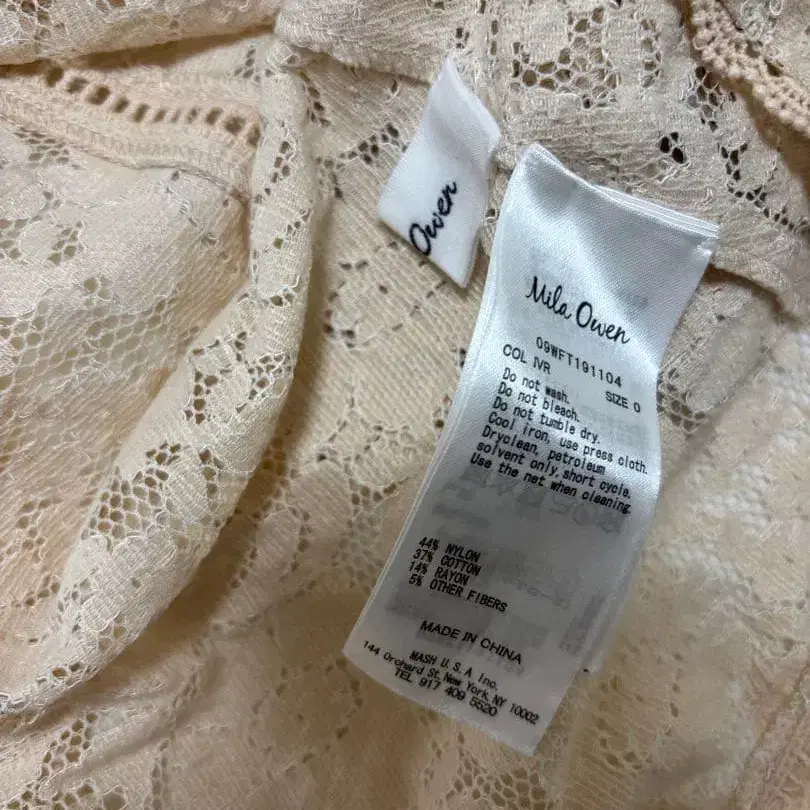 Owen
Mila Owen
09WFT191104
COL IVR SIZE 0
Do not wash.
Do not bleach.
Do not tumble dry.
Cool iron, use press cloth.
Dryclean, petroleum
solvent only.short cycle.
Use the net when cleaning.
44% NYLON
37% COTTON
14% RAYON
5% OTHER FIBERS
MADE IN CHINA
MASH U.S.A Inc.
144 Orchard St. New York, NY 10002
TEL 917 409 5520